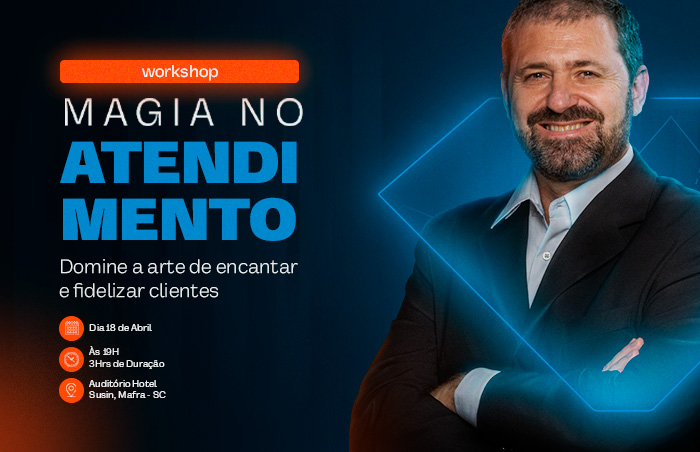 workshop
MAGIA NO
ATENDI
MENTO
Domine a arte de encantar
e fidelizar clientes
Dia 18 de Abril
Às 19H
3Hrs de Duração
Auditório Hotel
Susin, Mafra - SC